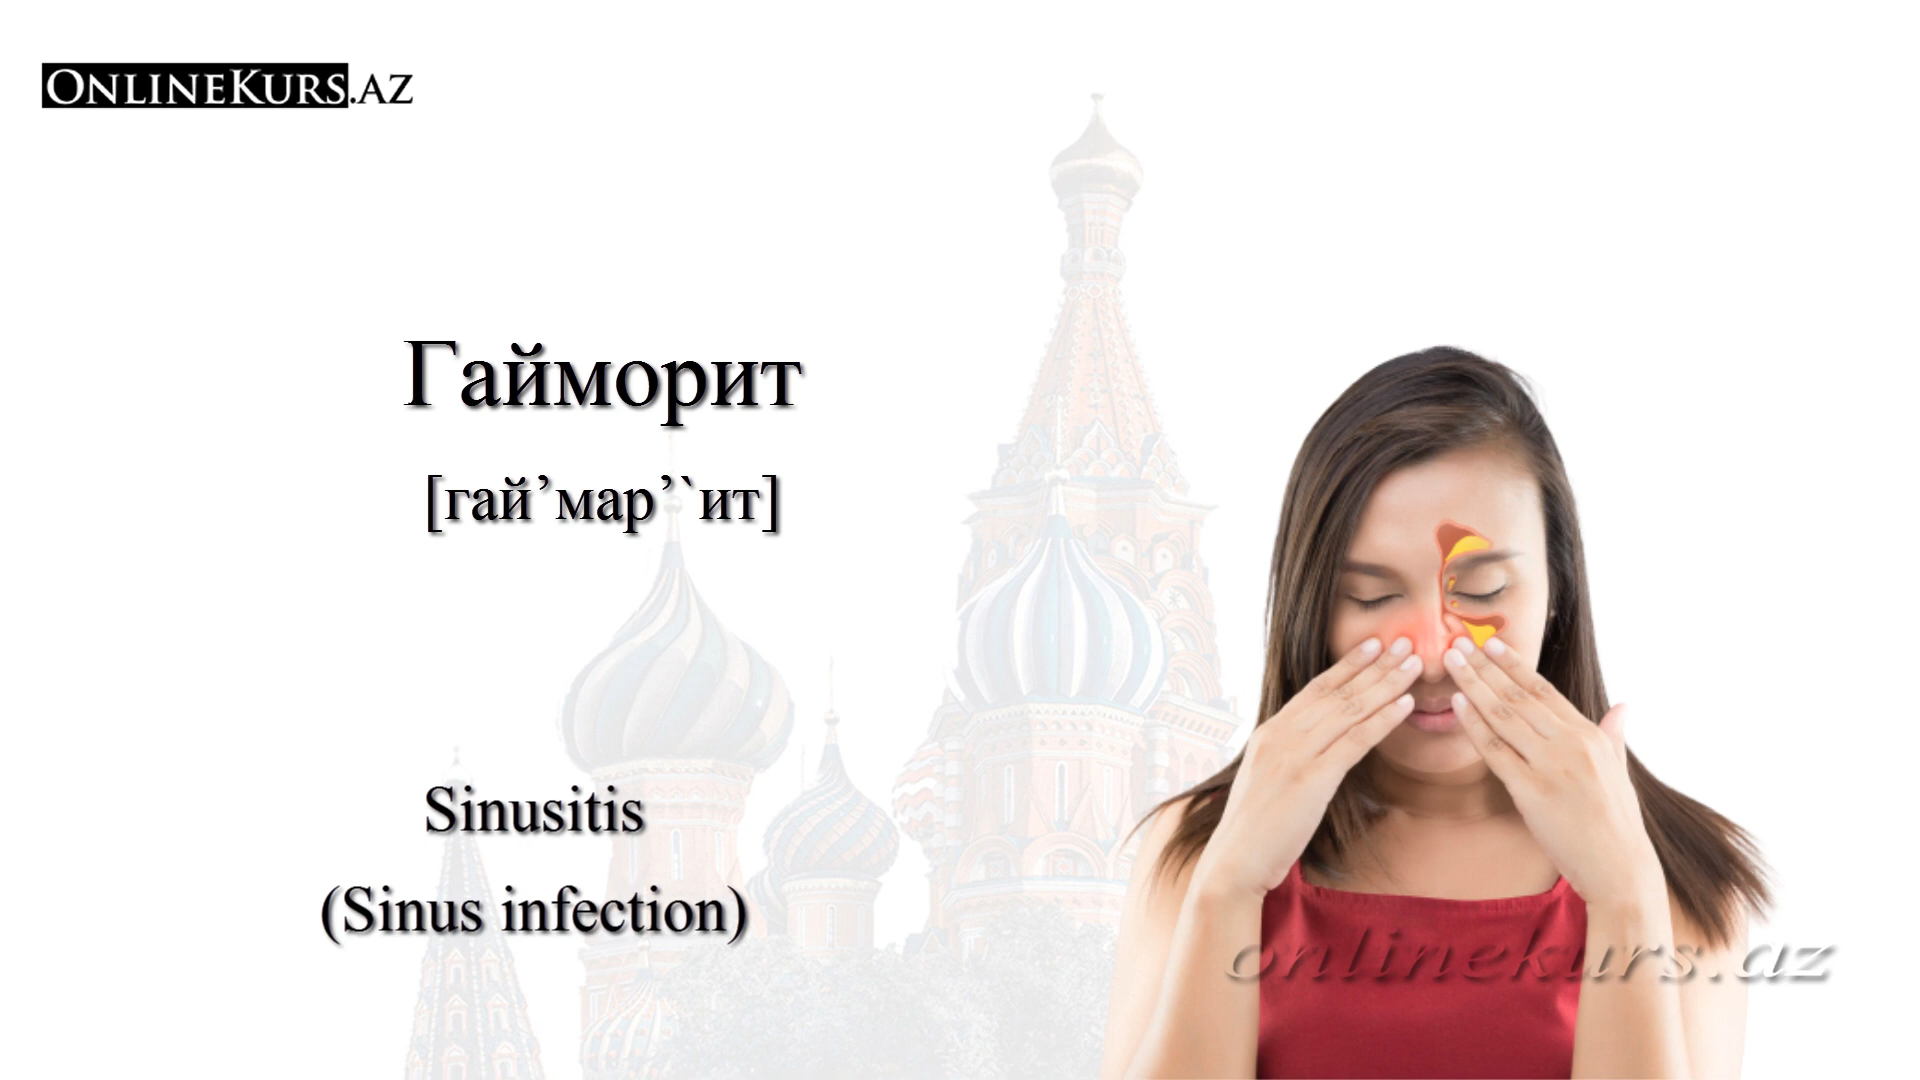 ONLINEKURS.AZ
Гайморит
[гай’мар’`ит]
Sinusitis
(Sinus infection)
onlinekurs.az